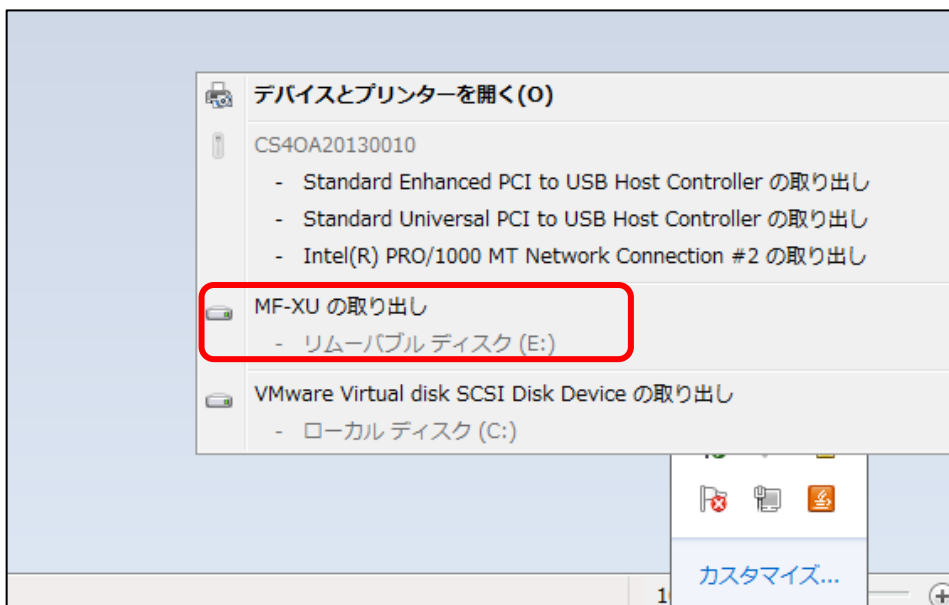 デバイスとプリンターを開く(O)
CS4OA20130010
- Standard Enhanced PCI to USB Host Controller の取り出し
- Standard Universal PCI to USB Host Controller の取り出し
- Intel(R) PRO/1000 MT Network Connection #2 の取り出し
MF-XU の取り出し
- リムーバブル ディスク (E:)
VMware Virtual disk SCSI Disk Device の取り出し
- ローカル ディスク (C:)
カスタマイズ...